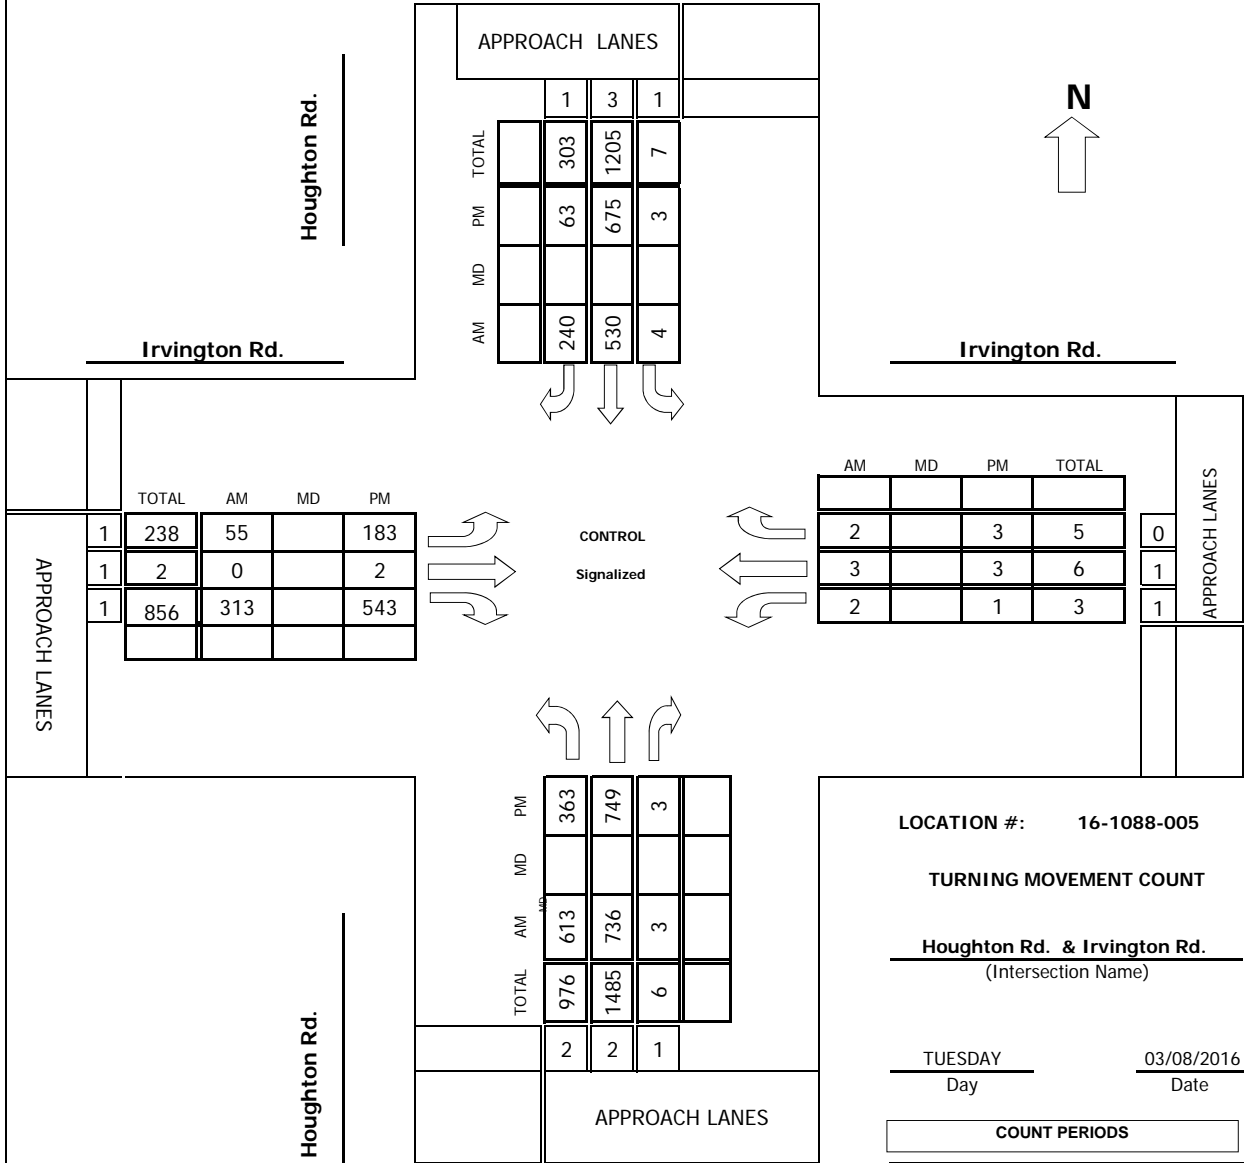 APPROACH LANES
1 3 1
Houghton Rd.
N
TOTAL 303 1205 7
PM 63 675 3
MD
AM 240 530 4
Irvington Rd.
Irvington Rd.
AM MD PM TOTAL
TOTAL AM MD PM
1 238 55 183
1 2 0 2
1 856 313 543
APPROACH LANES
CONTROL
Signalized
2 3 5 0
3 3 6 1
2 1 3 1
APPROACH LANES
PM 363 749 3
MD
MD
AM 613 736 3
TOTAL 976 1485 6
2 2 1
APPROACH LANES
Houghton Rd.
LOCATION #: 16-1088-005
TURNING MOVEMENT COUNT
Houghton Rd. & Irvington Rd.
(Intersection Name)
TUESDAY 03/08/2016
Day Date
COUNT PERIODS